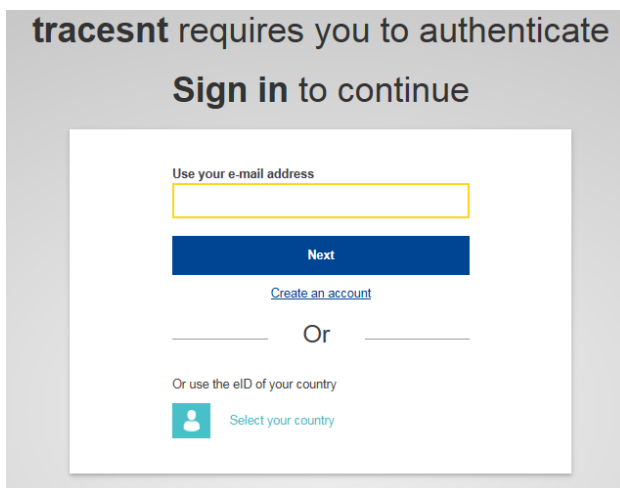 tracesnt requires you to authenticate
Sign in to continue
Use your e-mail address
Next
Create an account
Or
Or use the eID of your country
Select your country